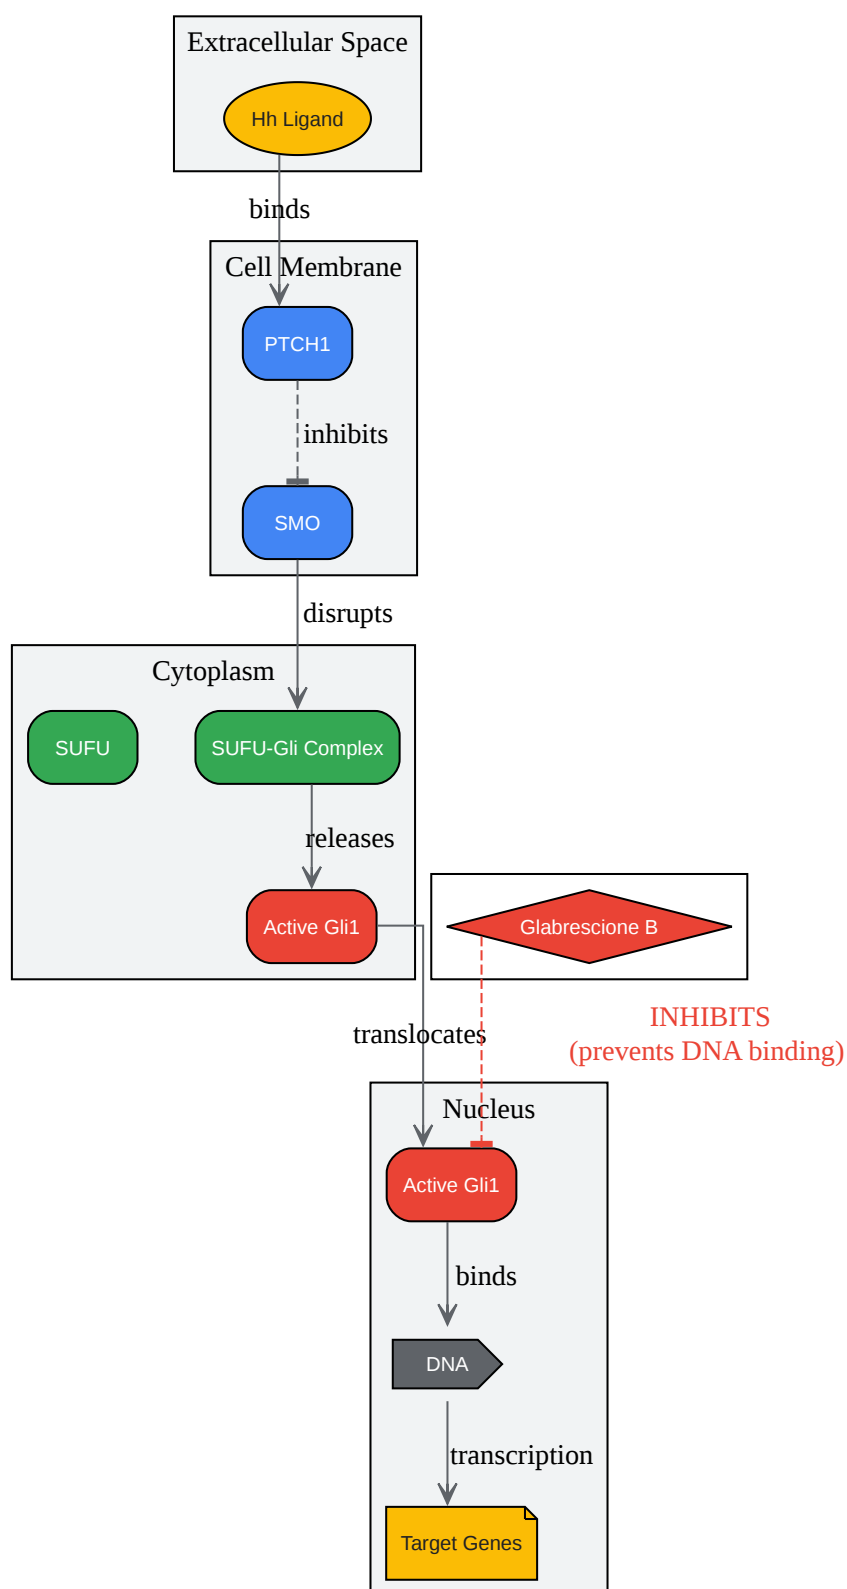 Extracellular Space
Hh Ligand
binds
Cell Membrane
PTCH1
inhibits
SMO
disrupts
Cytoplasm
SUFU
SUFU-Gli Complex
releases
Active Gli1
Glabrescione B
translocates
INHIBITS
(prevents DNA binding)
Nucleus
Active Gli1
binds
DNA
transcription
Target Genes